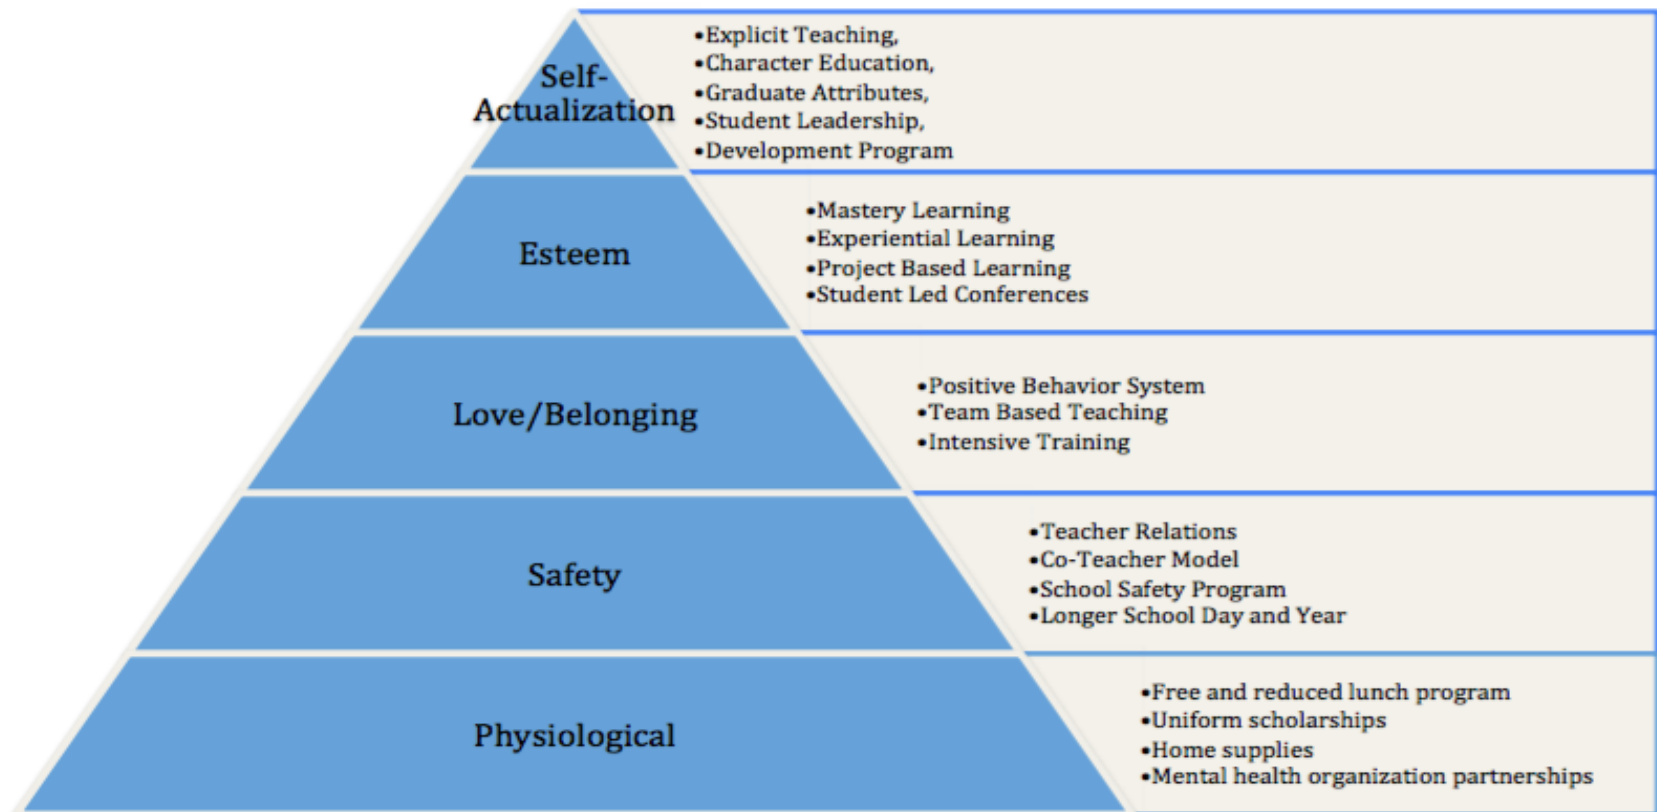 Self-
Actualization
•Explicit Teaching,
•Character Education,
•Graduate Attributes,
•Student Leadership,
•Development Program
Esteem
•Mastery Learning
•Experiential Learning
•Project Based Learning
•Student Led Conferences
Love/Belonging
•Positive Behavior System
•Team Based Teaching
•Intensive Training
Safety
•Teacher Relations
•Co-Teacher Model
•School Safety Program
•Longer School Day and Year
Physiological
•Free and reduced lunch program
•Uniform scholarships
•Home supplies
•Mental health organization partnerships